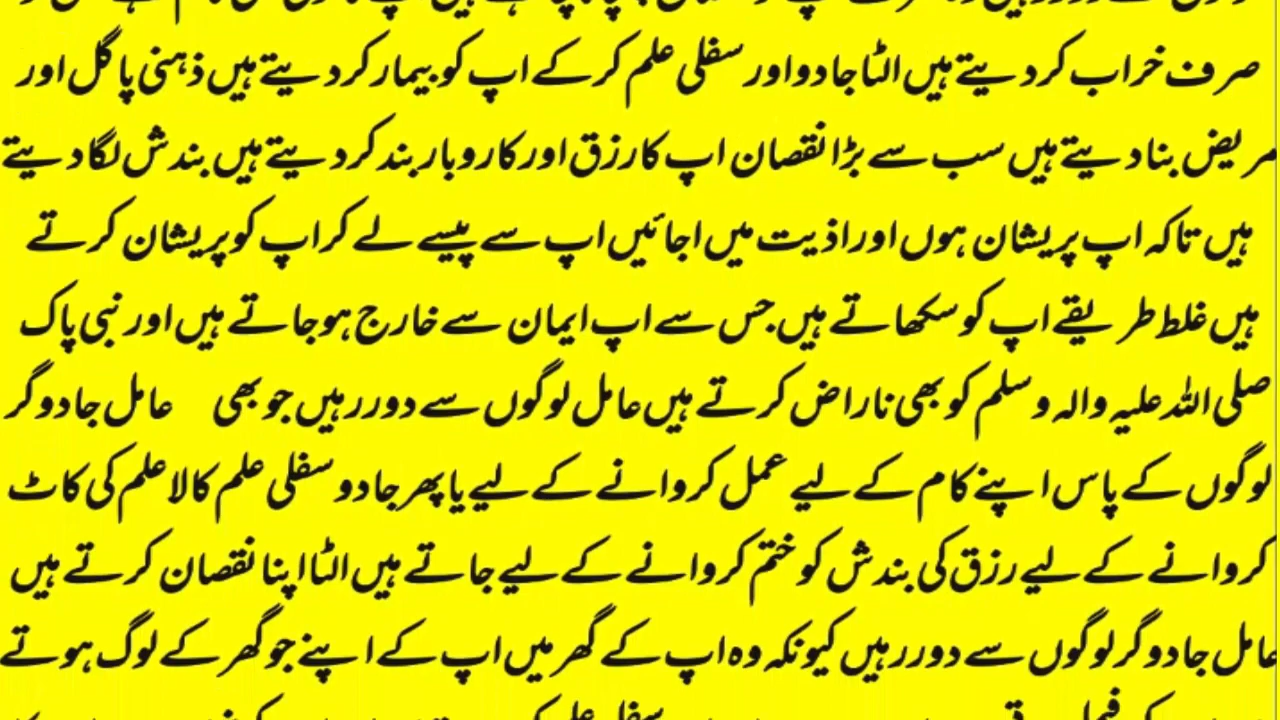 صرف خراب کر دیتے ہیں الٹا جادو اور سفلی علم کر کے اپ کو بیمار کر دیتے ہیں ذہنی پاگل اور
مریض بنا دیتے ہیں سب سے بڑا نقصان اپ کا رزق اور کاروبار بند کر دیتے ہیں بندش لگا دیتے
ہیں تاکہ اپ پریشان ہوں اور اذیت میں اجائیں اپ سے پیسے لے کر اپ کو پریشان کرتے
ہیں غلط طریقے اپ کو سکھاتے ہیں جس سے اپ ایمان سے خارج ہو جاتے ہیں اور نبی پاک
صلی اللہ علیہ والہ وسلم کو بھی ناراض کرتے ہیں عامل لوگوں سے دور رہیں جو بھی عامل جادوگر
لوگوں کے پاس اپنے کام کے لیے عمل کروانے کے لیے یا پھر جادو سفلی علم کالا علم کی کاٹ
کروانے کے لیے رزق کی بندش کو ختم کروانے کے لیے جاتے ہیں الٹا اپنا نقصان کرتے ہیں
عامل جادوگر لوگوں سے دور رہیں کیونکہ وہ اپ کے گھر میں اپ کے اپنے جو گھر کے لوگ ہوتے